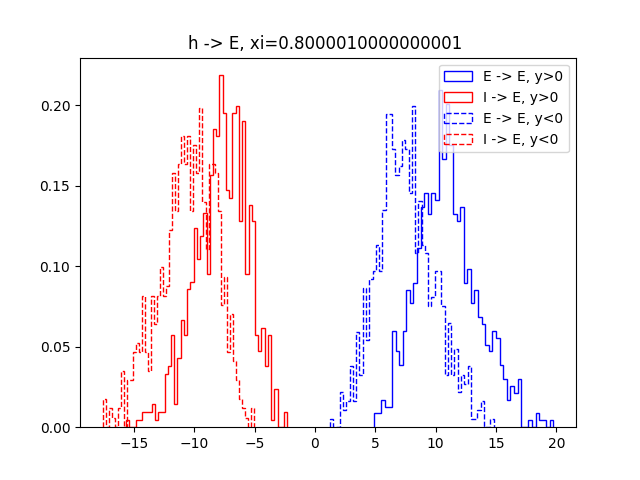 h -> E, xi=0.8000010000000001
E -> E, y>0
I -> E, y>0
E -> E, y<0
I -> E, y<0
0.20
0.15
0.10
0.05
0.00
−15 −10 −5 0 5 10 15 20